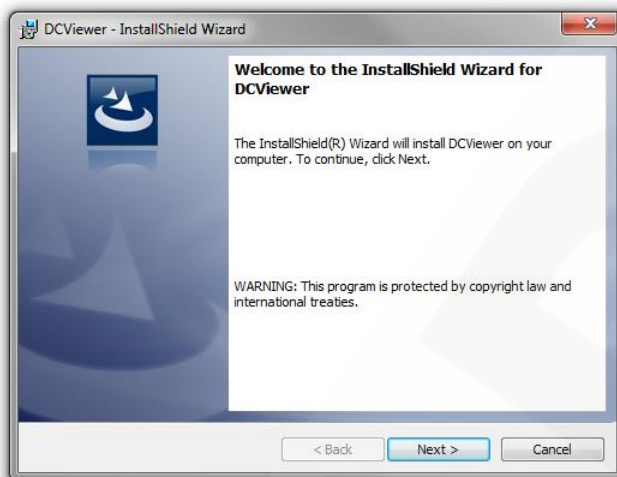 DCViewer - InstallShield Wizard
Welcome to the InstallShield Wizard for
DCViewer
The InstallShield(R) Wizard will install DCViewer on your
computer. To continue, click Next.
WARNING: This program is protected by copyright law and
international treaties.
< Back
Next >
Cancel